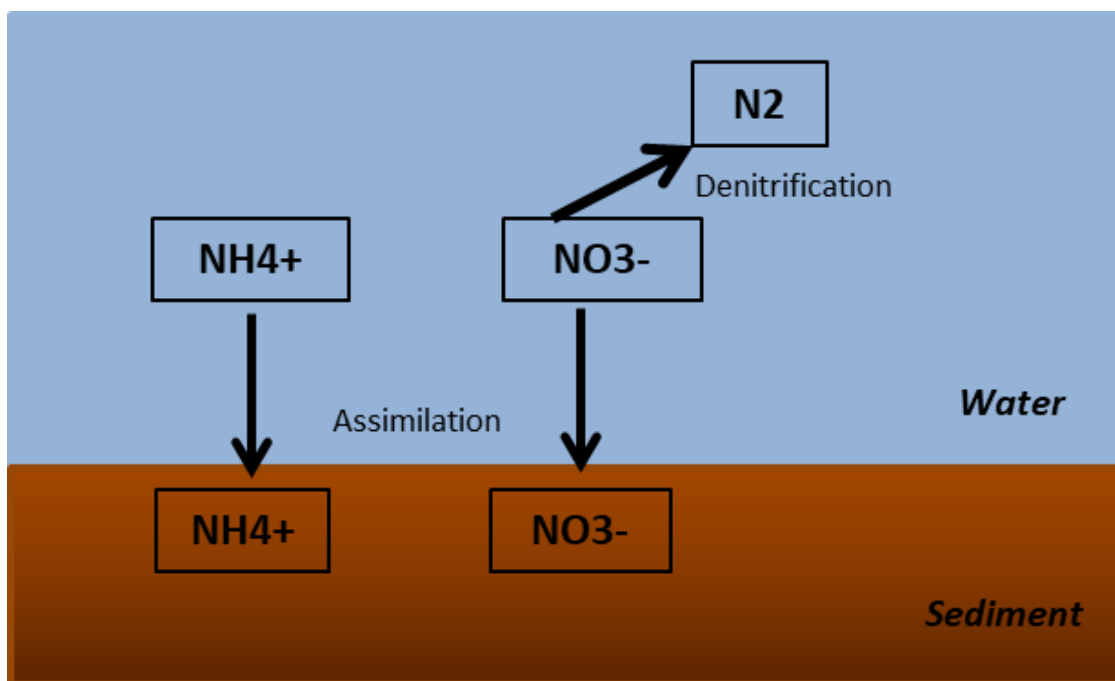 N2
Denitrification
NH4+
NO3-
Water
Assimilation
NH4+
NO3-
Sediment